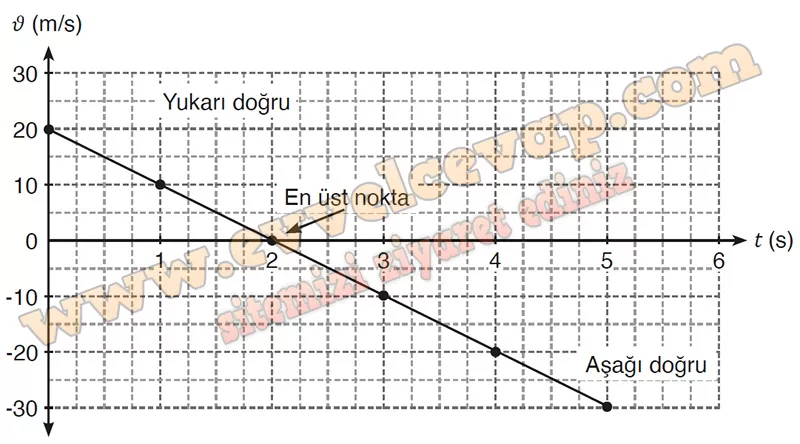 𝜗 (m/s)
30
Yukarı doğru
20
10
En üst nokta
0
1 2 3 4 5 6
t (s)
-10
-20
Aşağı doğru
-30
www.evvelcevap.com
sitemizi ziyaret ediniz